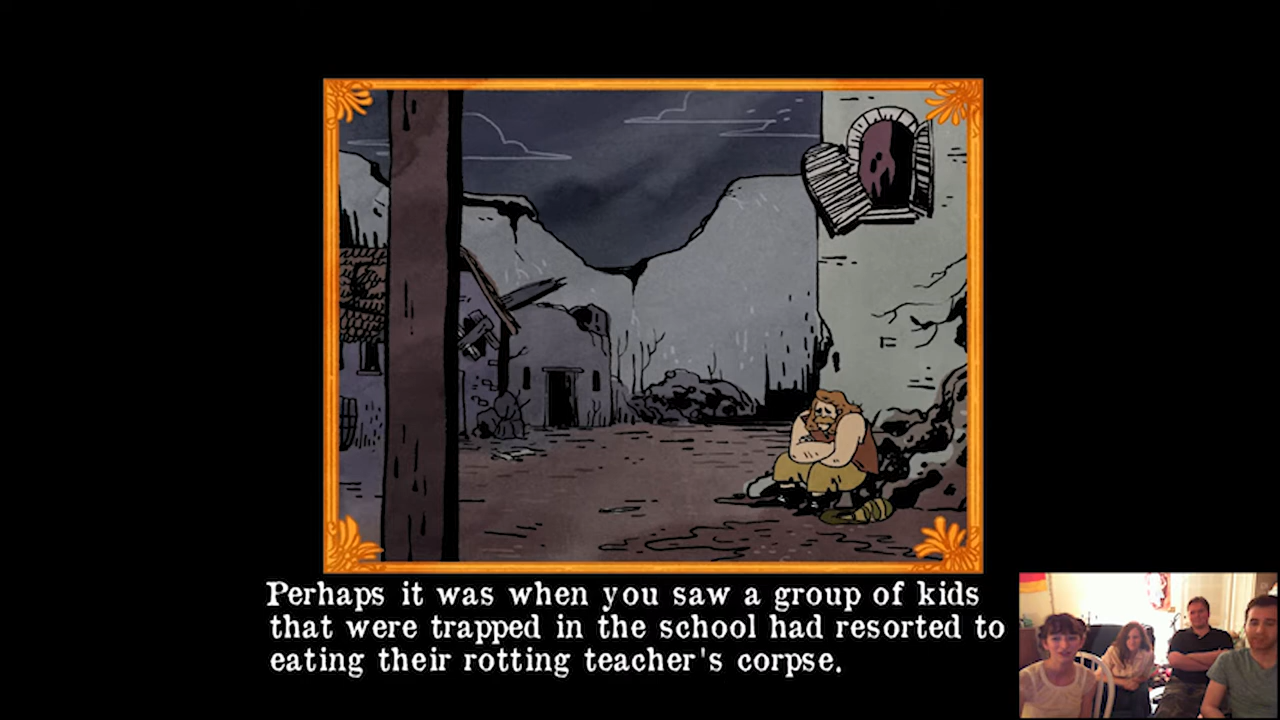 Perhaps it was when you saw a group of kids
that were trapped in the school had resorted to
eating their rotting teacher's corpse.